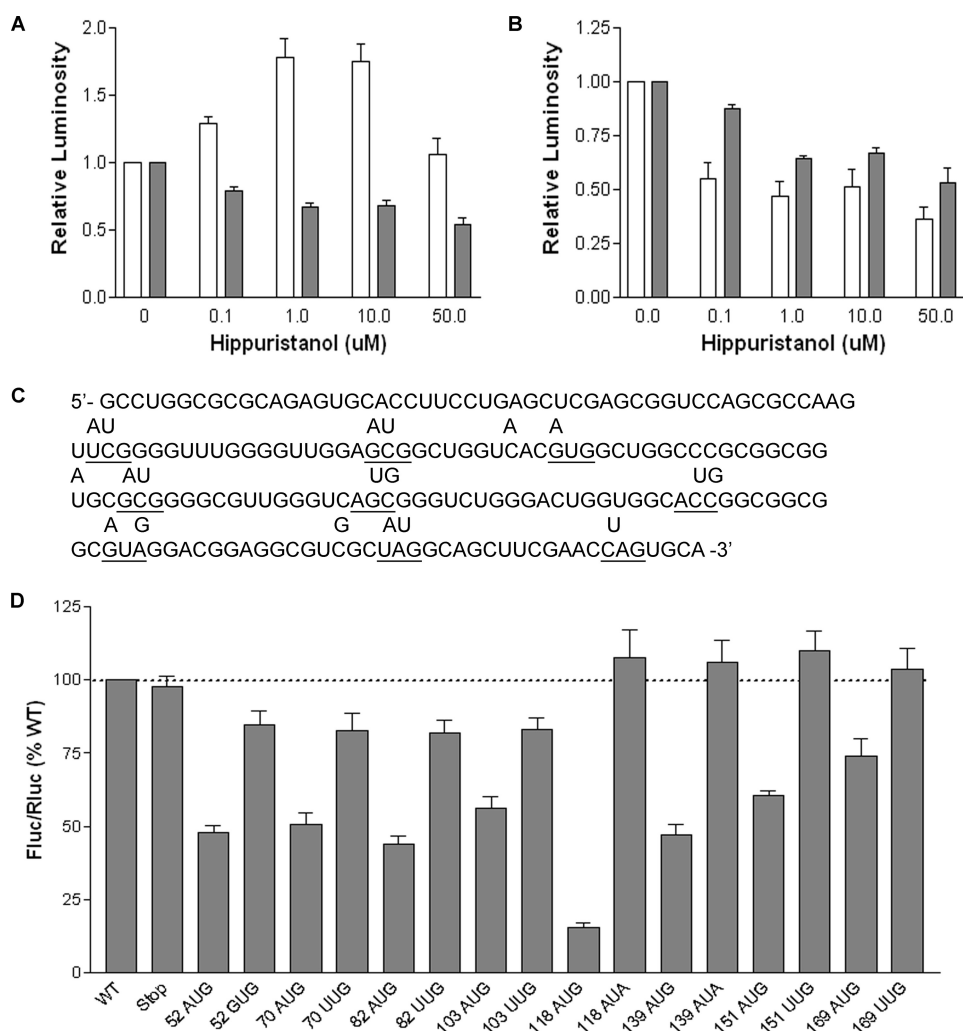 A
Relative Luminosity
2.0
1.5
1.0
0.5
0.0
0 0.1 1.0 10.0 50.0
Hippuristanol (uM)
B
Relative Luminosity
1.25
1.00
0.75
0.50
0.25
0.00
0.0 0.1 1.0 10.0 50.0
Hippuristanol (uM)
C
5'- GCCUGGCGCGCAGAGUGCACCUUCCUGAGCUCGAGCGGUCCAGCGCCAAG
AU AU A A
UUCGGGGUUUGGGGUUGGAGCGGCUGGUCACGUGGCUGGCCCGCGGCGG
A AU UG UG
UGCGCGGGGCGUUGGGUCAGCGGGUCUGGGACUGGUGGCACCGGCGGCG
A G G AU U
GCGUAGGACGGAGGCGUCGCUAGGCAGCUUCGAACCAGUGCA -3'
D
Fluc/Rluc (% WT)
125
100
75
50
25
0
WT
Stop
52 AUG
52 GUG
70 AUG
70 UUG
82 AUG
82 UUG
103 AUG
103 UUG
118 AUG
118 AUA
139 AUG
139 AUA
151 AUG
151 UUG
169 AUG
169 UUG